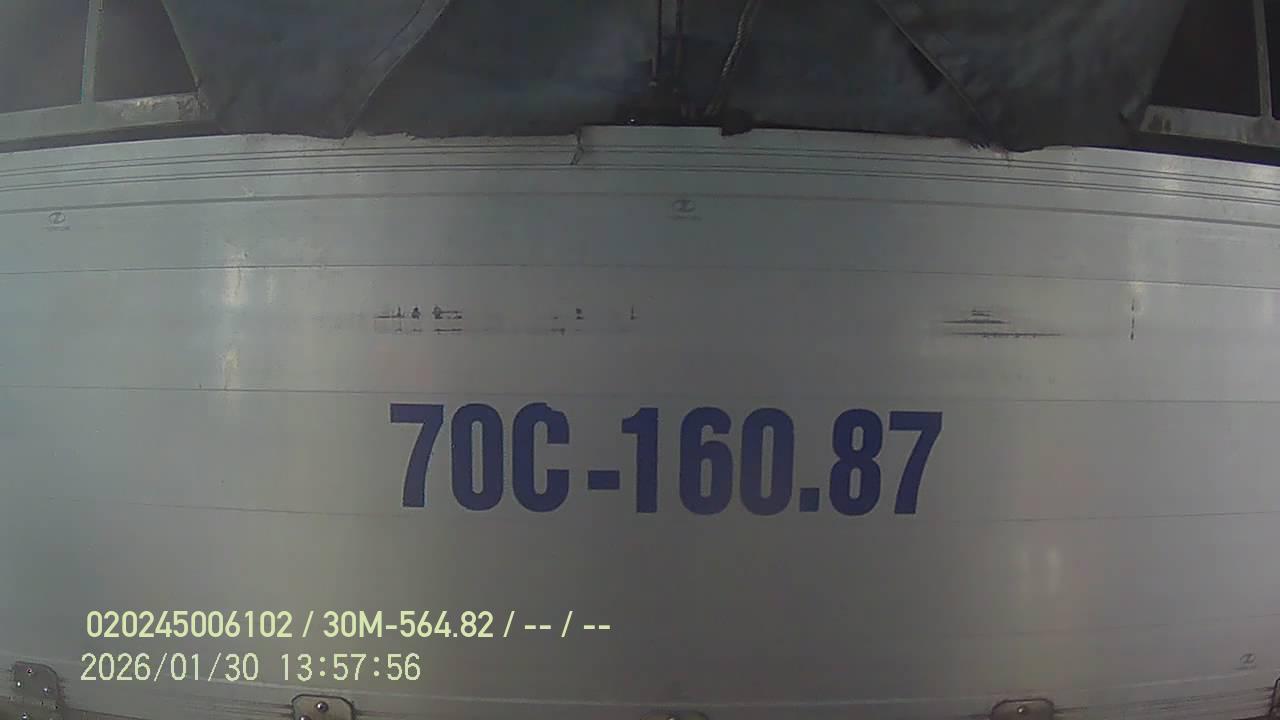 70C-160.87
020245006102 / 30M-564.82 / -- / --
2026/01/30 13:57:56